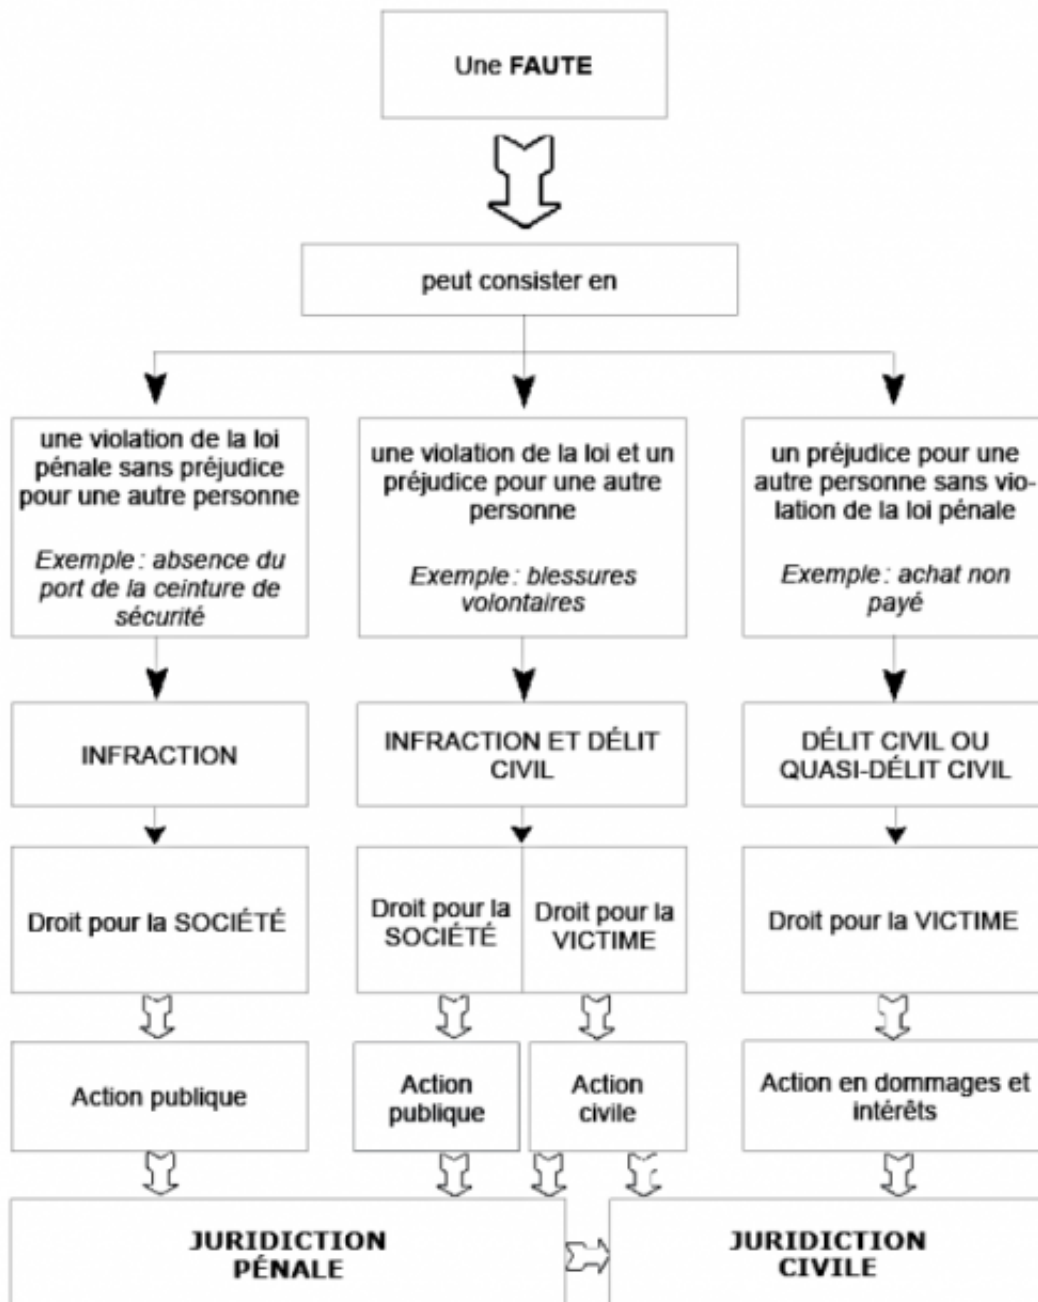 Une FAUTE
peut consister en
une violation de la loi
pénale sans préjudice
pour une autre personne
Exemple : absence du
port de la ceinture de
sécurité
une violation de la loi et un
préjudice pour une autre
personne
Exemple : blessures
volontaires
un préjudice pour une
autre personne sans vio-
lation de la loi pénale
Exemple : achat non
payé
INFRACTION
INFRACTION ET DÉLIT
CIVIL
DÉLIT CIVIL OU
QUASI-DÉLIT CIVIL
Droit pour la SOCIÉTÉ
Droit pour la
SOCIÉTÉ
Droit pour la
VICTIME
Droit pour la VICTIME
Action publique
Action
publique
Action
civile
Action en dommages et
intérêts
JURIDICTION
PÉNALE
JURIDICTION
CIVILE